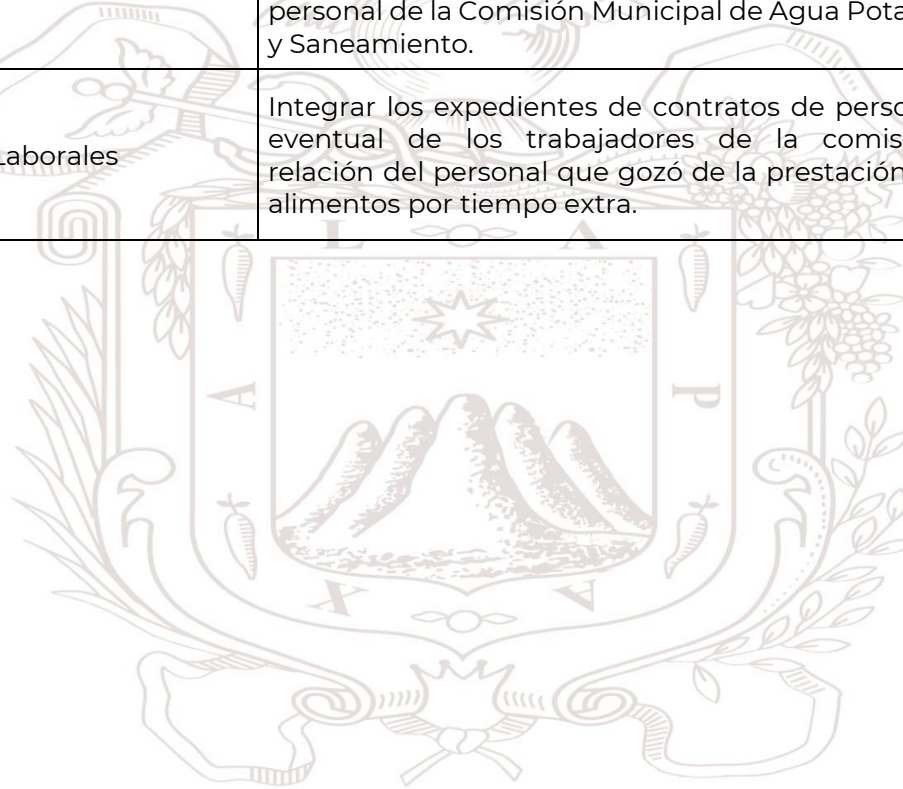 personal de la Comisión Municipal de Agua Pota
y Saneamiento.
Laborales
Integrar los expedientes de contratos de perso
eventual de los trabajadores de la comis
relación del personal que gozó de la prestación
alimentos por tiempo extra.
L A
A P
X A